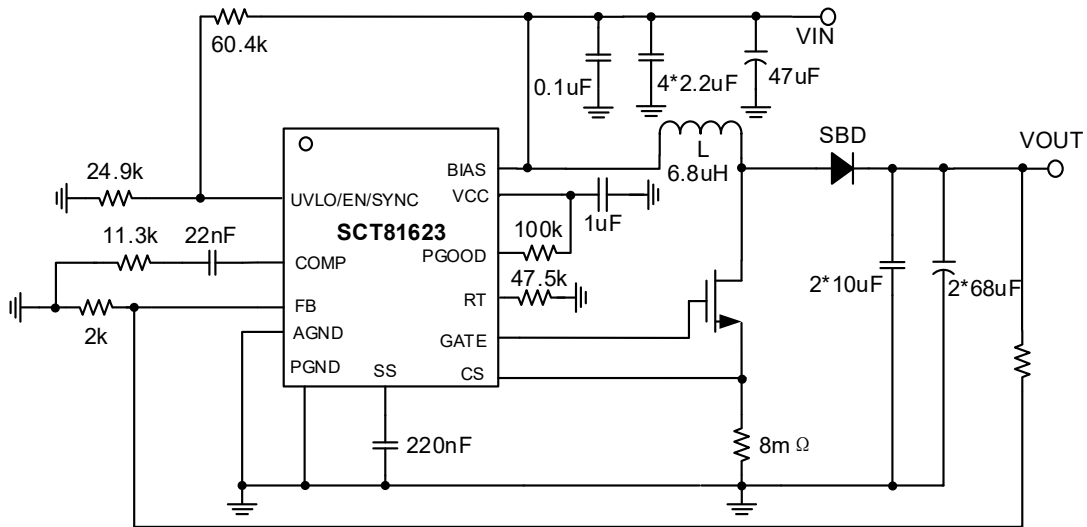 60.4k
VIN
0.1uF
4*2.2uF
47uF
SBD
VOUT
L
6.8uH
BIAS
VCC
24.9k
UVLO/EN/SYNC
1uF
SCT81623
100k
11.3k
22nF
PGOOD
COMP
47.5k
2*10uF
2*68uF
RT
FB
2k
AGND
GATE
PGND
SS
CS
220nF
8mΩ